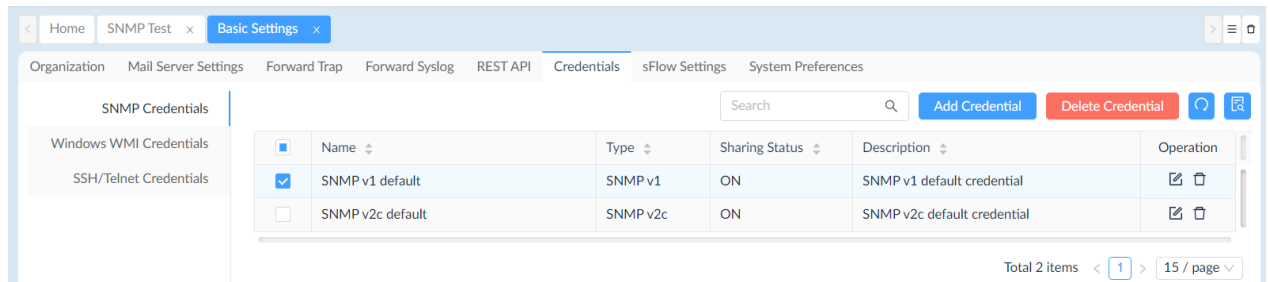 Home SNMP Test x Basic Settings x
Organization Mail Server Settings Forward Trap Forward Syslog REST API Credentials sFlow Settings System Preferences
SNMP Credentials
Windows WMI Credentials
SSH/Telnet Credentials
Search Add Credential Delete Credential
Name Type Sharing Status Description Operation
SNMP v1 default SNMP v1 ON SNMP v1 default credential
SNMP v2c default SNMP v2c ON SNMP v2c default credential
Total 2 items < 1 > 15 / page